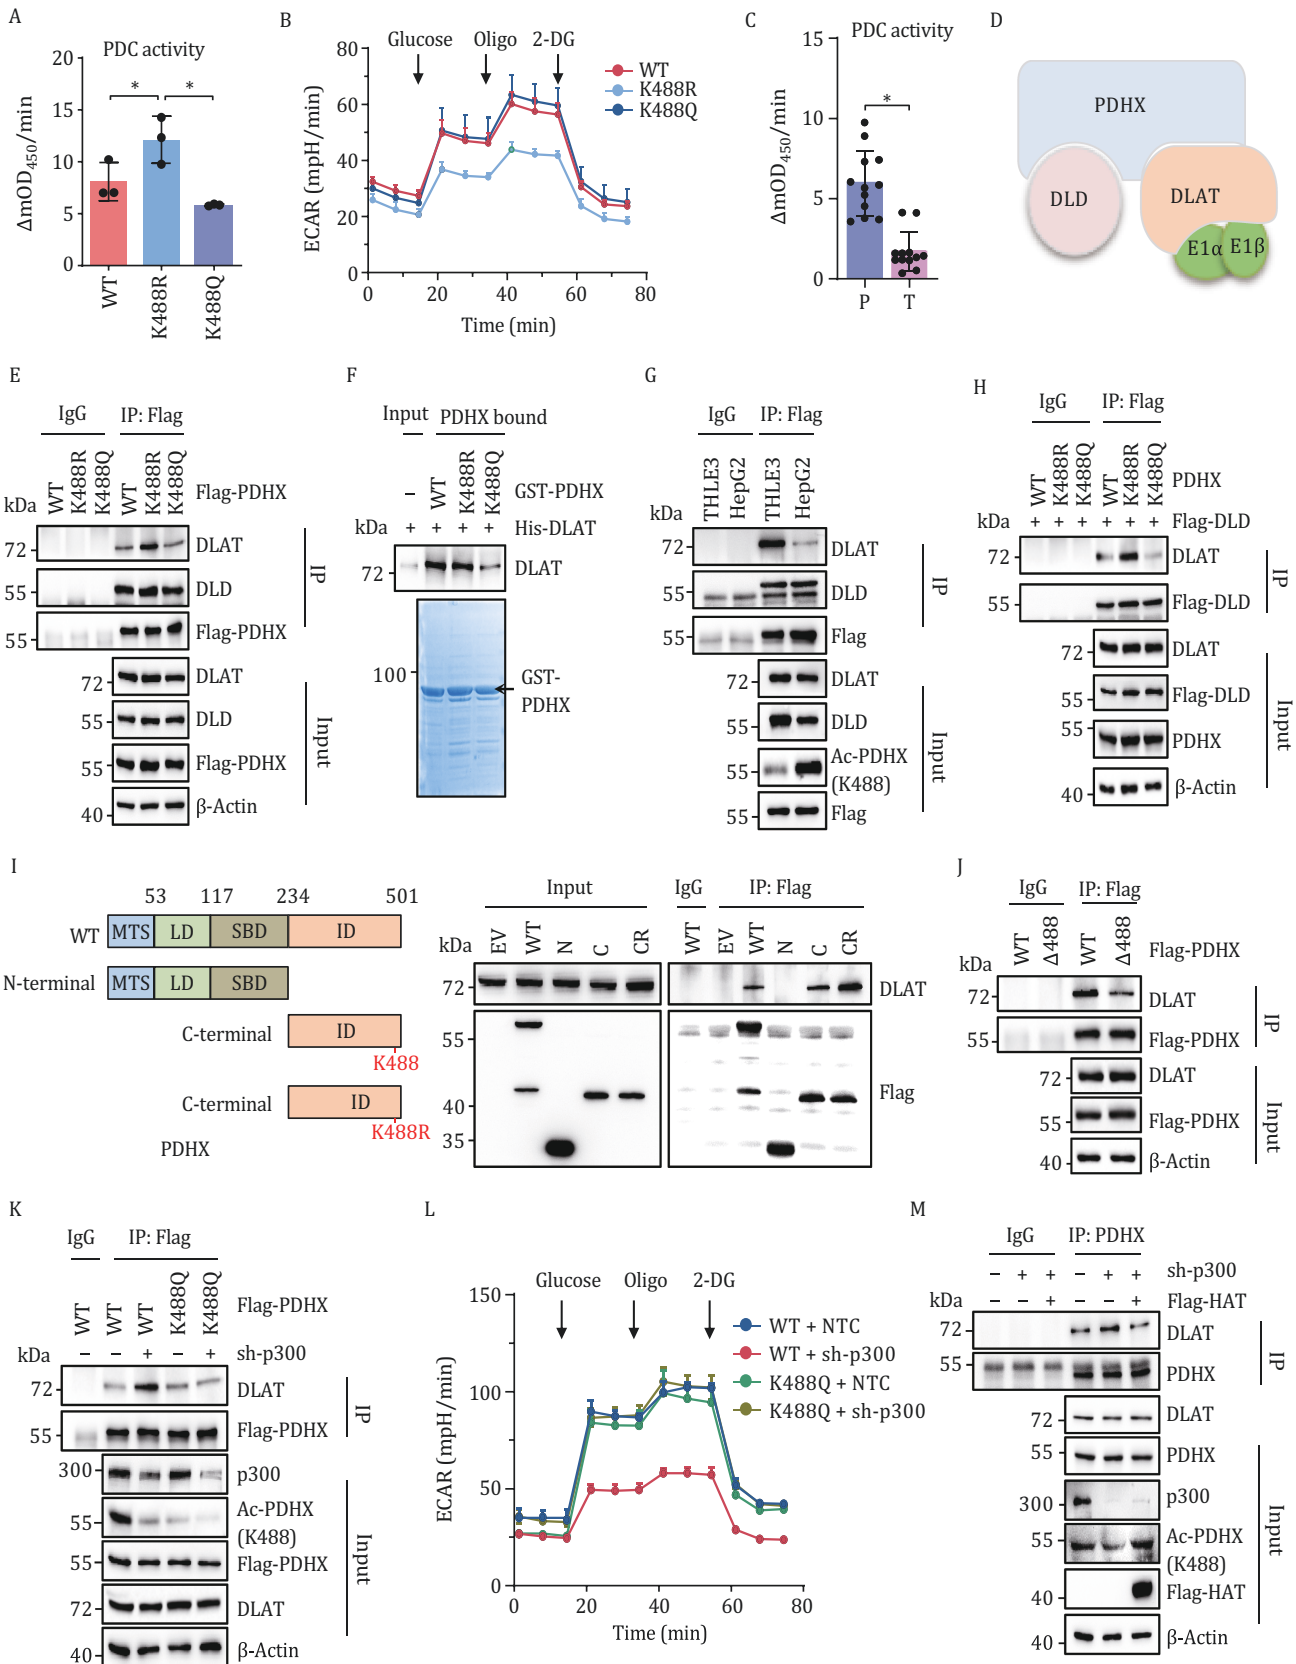 A
PDC activity
ΔmOD450/min
20
15
10
5
0
*
*
WT
K488R
K488Q
B
Glucose
Oligo
2-DG
ECAR (mpH/min)
80
60
40
20
0
0
20
40
60
80
Time (min)
WT
K488R
K488Q
C
PDC activity
ΔmOD450/min
15
10
5
0
*
P
T
D
PDHX
DLD
DLAT
E1α
E1β
E
IgG
IP: Flag
WT
K488R
K488Q
WT
K488R
K488Q
Flag-PDHX
kDa
72
DLAT
55
DLD
55
Flag-PDHX
IP
72
DLAT
55
DLD
55
Flag-PDHX
40
β-Actin
Input
F
Input
PDHX bound
–
WT
K488R
K488Q
GST-PDHX
kDa
+ + + +
His-DLAT
72
DLAT
100
GST-
PDHX
G
IgG
IP: Flag
THLE3
HepG2
THLE3
HepG2
kDa
72
DLAT
DLD
55
Flag
IP
72
DLAT
55
DLD
55
Ac-PDHX
(K488)
55
Flag
Input
H
IgG
IP: Flag
WT
K488R
K488Q
WT
K488R
K488Q
PDHX
kDa
+ + + + + +
Flag-DLD
72
DLAT
55
Flag-DLD
IP
72
DLAT
55
Flag-DLD
55
PDHX
40
β-Actin
Input
I
53 117 234 501
WT
MTS LD SBD ID
N-terminal
MTS LD SBD
C-terminal
ID
K488
C-terminal
ID
K488R
PDHX
Input
IgG
IP: Flag
kDa
EV
WT
N
C
CR
WT
EV
WT
N
C
CR
72
72
DLAT
55
40
35
55
40
35
Flag
J
IgG
IP: Flag
WT
Δ488
WT
Δ488
Flag-PDHX
kDa
72
DLAT
55
Flag-PDHX
IP
72
DLAT
55
Flag-PDHX
40
β-Actin
Input
K
IgG
IP: Flag
WT
WT
WT
K488Q
K488Q
Flag-PDHX
kDa
– – + – +
sh-p300
72
DLAT
55
Flag-PDHX
IP
300
p300
55
Ac-PDHX
(K488)
55
Flag-PDHX
72
DLAT
40
β-Actin
Input
L
Glucose
Oligo
2-DG
ECAR (mpH/min)
150
100
50
0
0
20
40
60
80
Time (min)
WT + NTC
WT + sh-p300
K488Q + NTC
K488Q + sh-p300
M
IgG
IP: PDHX
– + + – + +
sh-p300
kDa
– – + – – +
Flag-HAT
72
DLAT
55
PDHX
IP
72
DLAT
55
PDHX
300
p300
55
Ac-PDHX
(K488)
40
Flag-HAT
40
β-Actin
Input